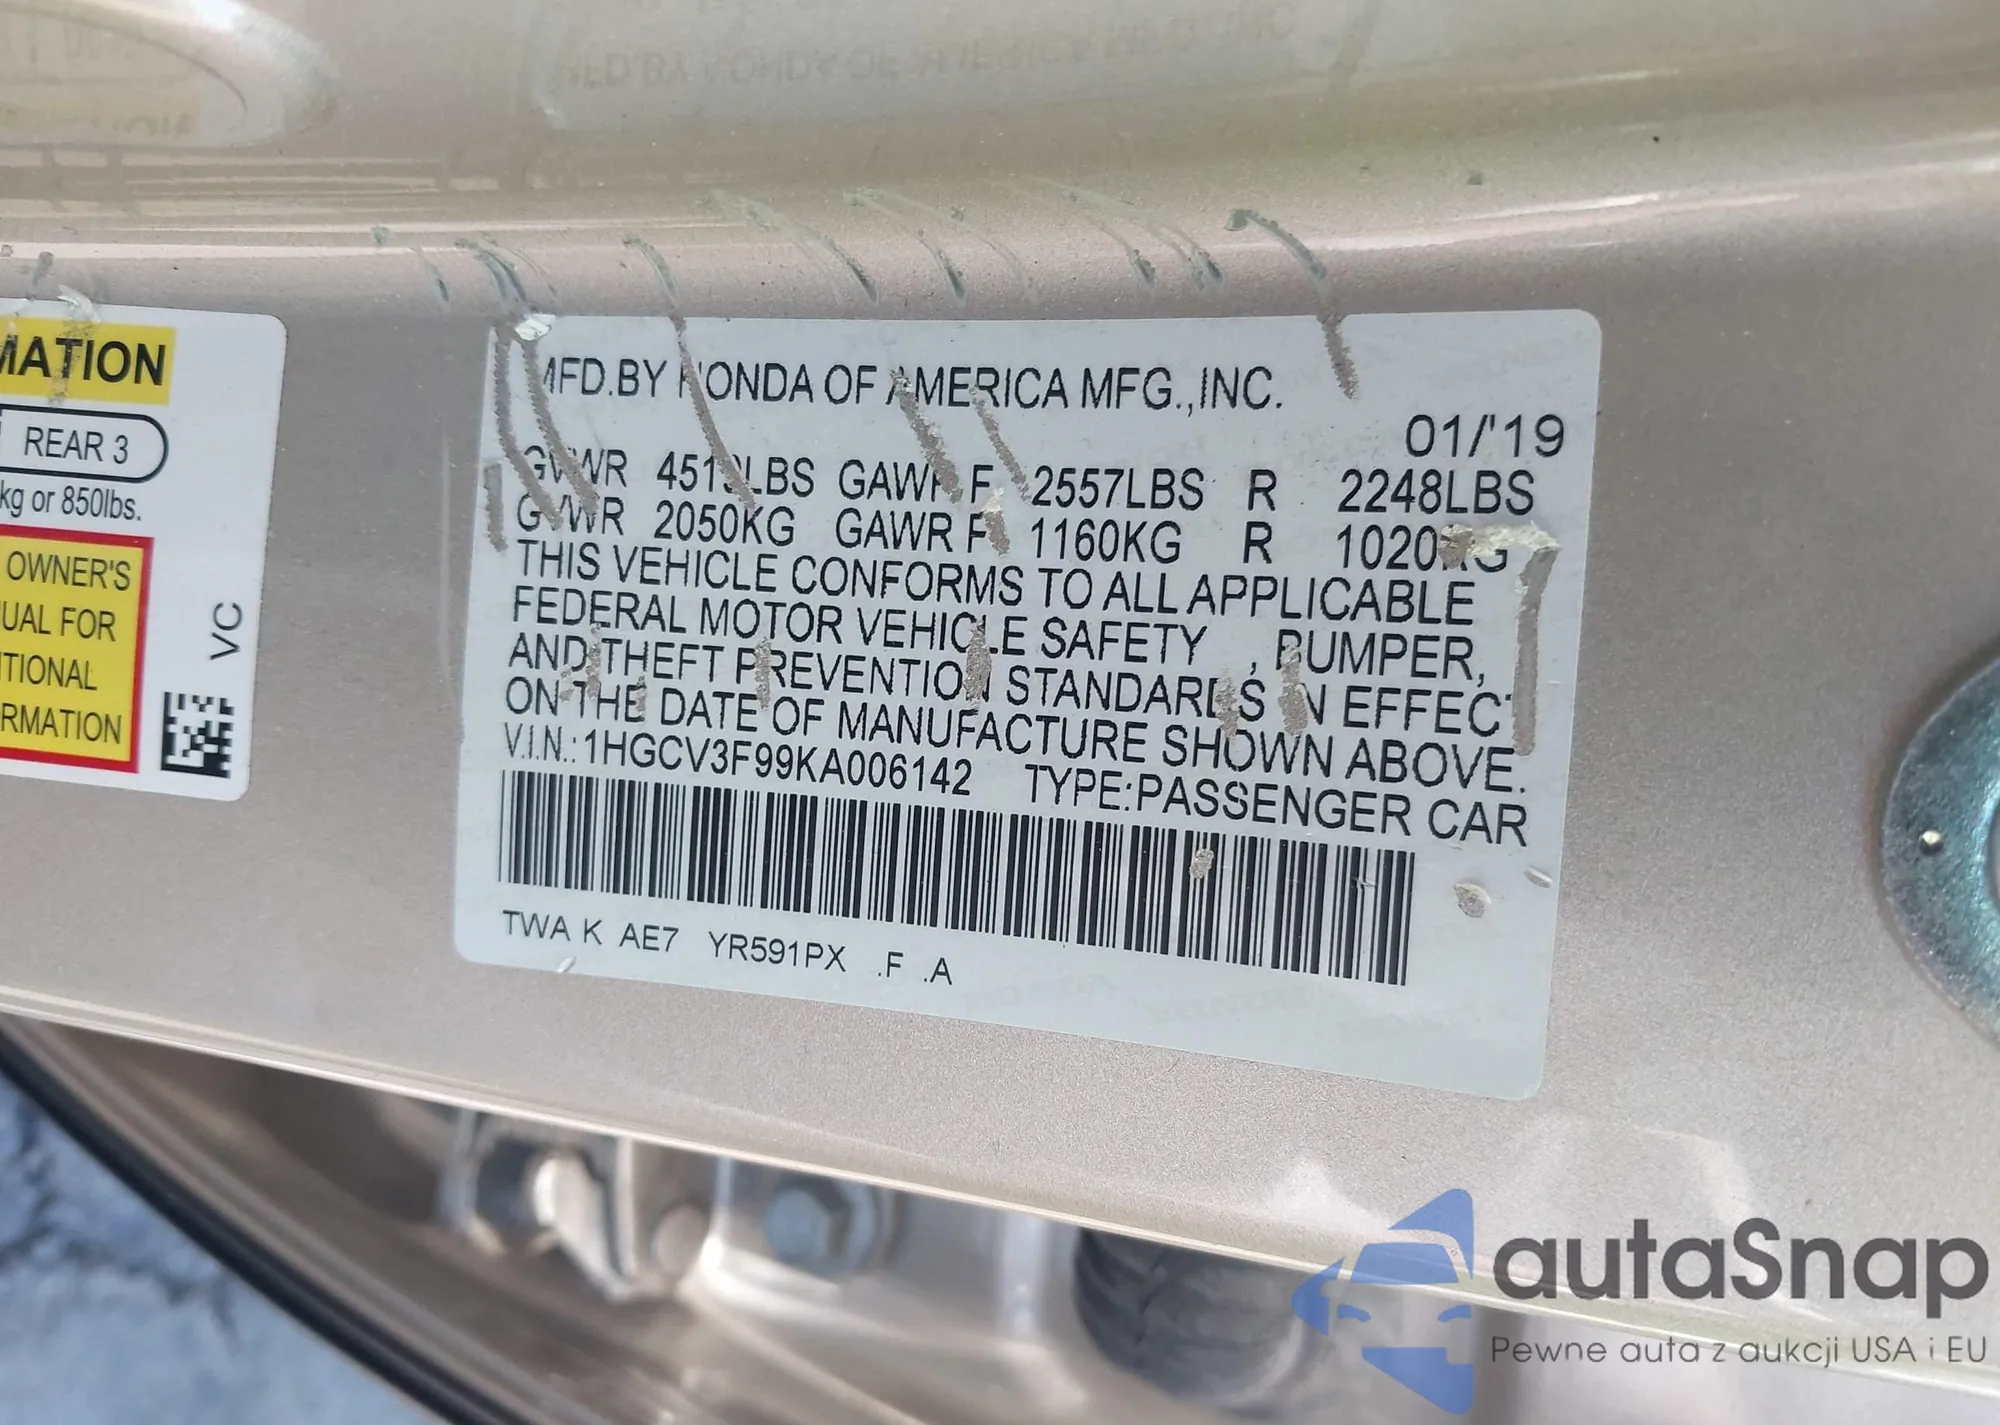 MATION
REAR 3
kg or 850lbs.
OWNER'S
UAL FOR
TIONAL
RMATION
VC
MFD.BY HONDA OF AMERICA MFG.,INC.
01/'19
GVWR 4519LBS GAWR F 2557LBS R 2248LBS
GVWR 2050KG GAWR F 1160KG R 1020KG
THIS VEHICLE CONFORMS TO ALL APPLICABLE
FEDERAL MOTOR VEHICLE SAFETY , BUMPER,
AND THEFT PREVENTION STANDARDS IN EFFECT
ON THE DATE OF MANUFACTURE SHOWN ABOVE.
V.I.N.:1HGCV3F99KA006142 TYPE:PASSENGER CAR
TWA K AE7 YR591PX .F .A
autaSnap
Pewne auta z aukcji USA i EU